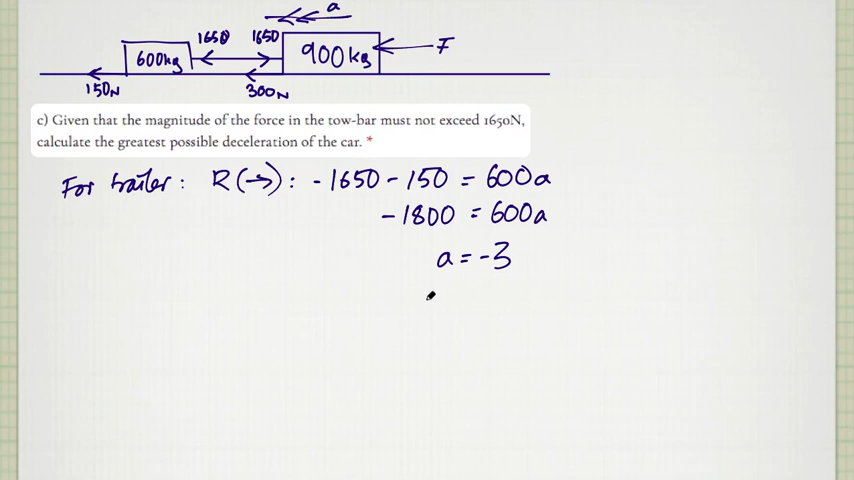 a
1650 1650
600kg 900kg F
150N 300N
c) Given that the magnitude of the force in the tow-bar must not exceed 1650N,
calculate the greatest possible deceleration of the car. *
For trailer: R(→): -1650 - 150 = 600a
-1800 = 600a
a = -3